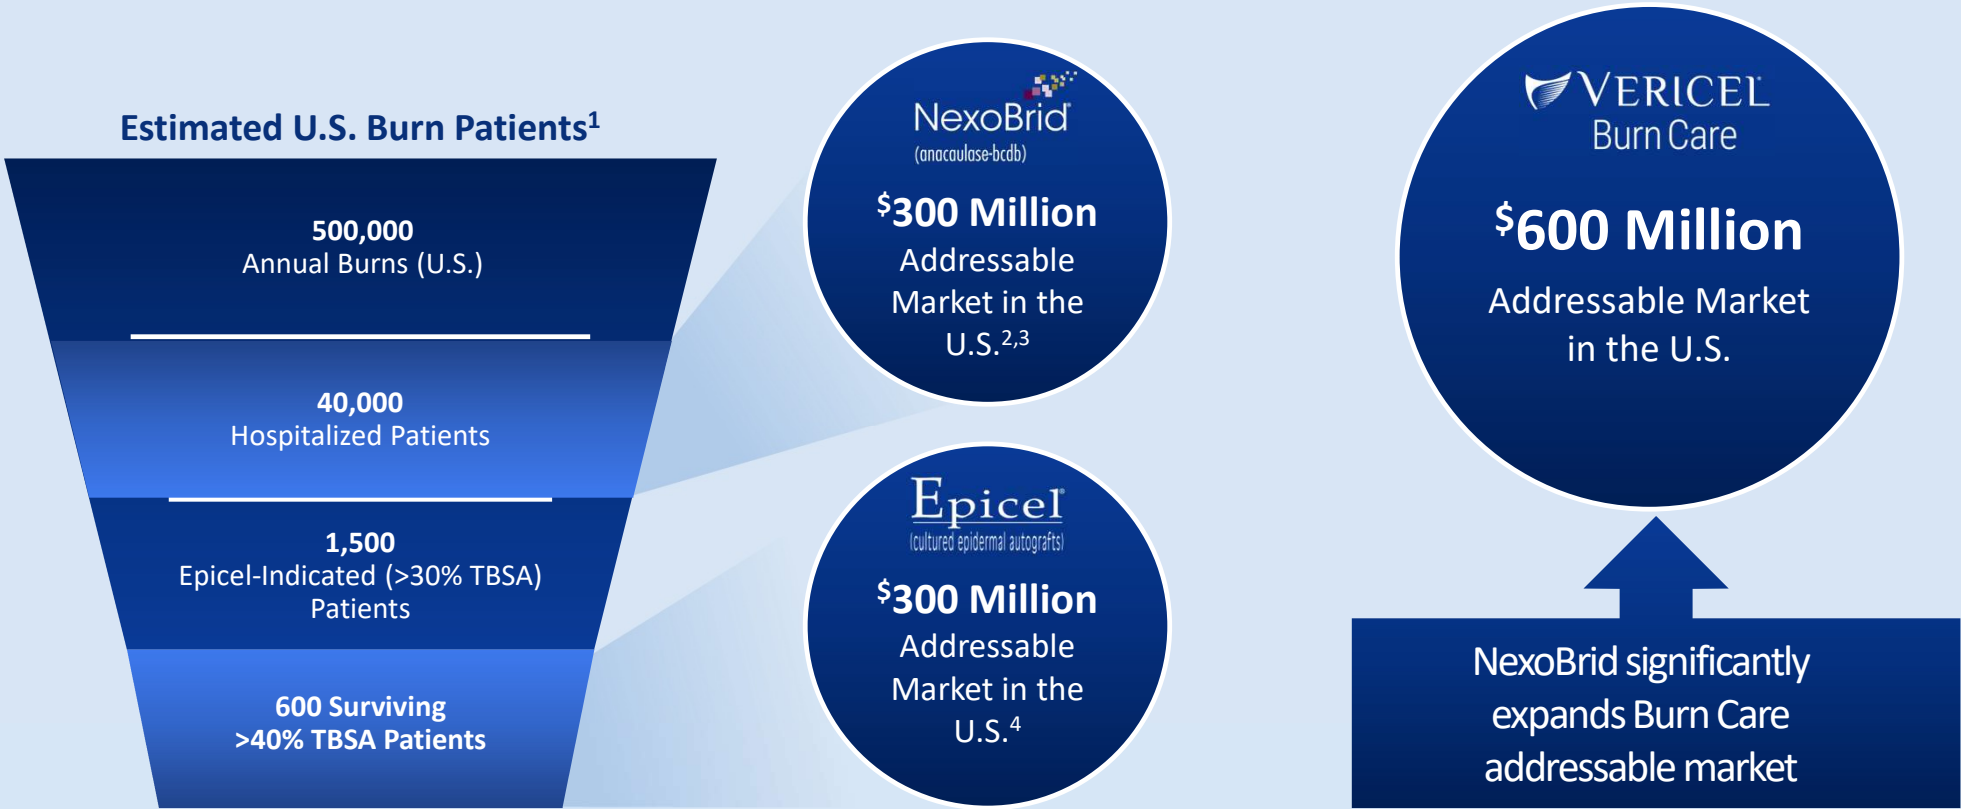 Estimated U.S. Burn Patients¹
500,000
Annual Burns (U.S.)
40,000
Hospitalized Patients
1,500
Epicel-Indicated (>30% TBSA)
Patients
600 Surviving
>40% TBSA Patients
NexoBrid®
(anacaulase-bcdb)
$300 Million
Addressable
Market in the
U.S.²,³
Epicel®
(cultured epidermal autografts)
$300 Million
Addressable
Market in the
U.S.⁴
VERICEL®
Burn Care
$600 Million
Addressable Market
in the U.S.
NexoBrid significantly
expands Burn Care
addressable market